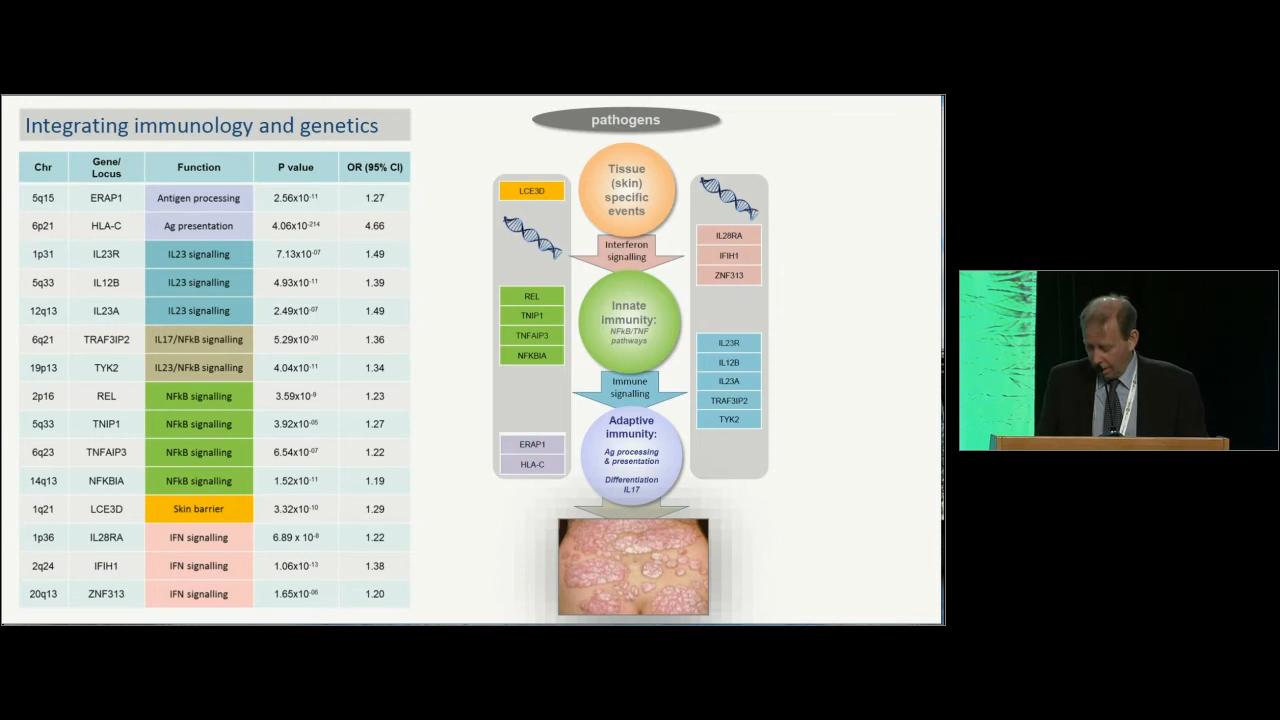 Integrating immunology and genetics
Chr Gene/ Locus Function P value OR (95% CI)
5q15 ERAP1 Antigen processing 2.56x10-11 1.27
6p21 HLA-C Ag presentation 4.06x10-214 4.66
1p31 IL23R IL23 signalling 7.13x10-07 1.49
5q33 IL12B IL23 signalling 4.93x10-11 1.39
12q13 IL23A IL23 signalling 2.49x10-07 1.49
6q21 TRAF3IP2 IL17/NFkB signalling 5.29x10-20 1.36
19p13 TYK2 IL23/NFkB signalling 4.04x10-11 1.34
2p16 REL NFkB signalling 3.59x10-9 1.23
5q33 TNIP1 NFkB signalling 3.92x10-05 1.27
6q23 TNFAIP3 NFkB signalling 6.54x10-07 1.22
14q13 NFKBIA NFkB signalling 1.52x10-11 1.19
1q21 LCE3D Skin barrier 3.32x10-10 1.29
1p36 IL28RA IFN signalling 6.89 x 10-8 1.22
2q24 IFIH1 IFN signalling 1.06x10-13 1.38
20q13 ZNF313 IFN signalling 1.65x10-06 1.20
pathogens
Tissue
(skin)
specific
events
Interferon
signalling
Innate
immunity:
NFkB/TNF
pathways
Immune
signalling
Adaptive
immunity:
Ag processing
& presentation
Differentiation
IL17
LCE3D
REL
TNIP1
TNFAIP3
NFKBIA
ERAP1
HLA-C
IL28RA
IFIH1
ZNF313
IL23R
IL12B
IL23A
TRAF3IP2
TYK2